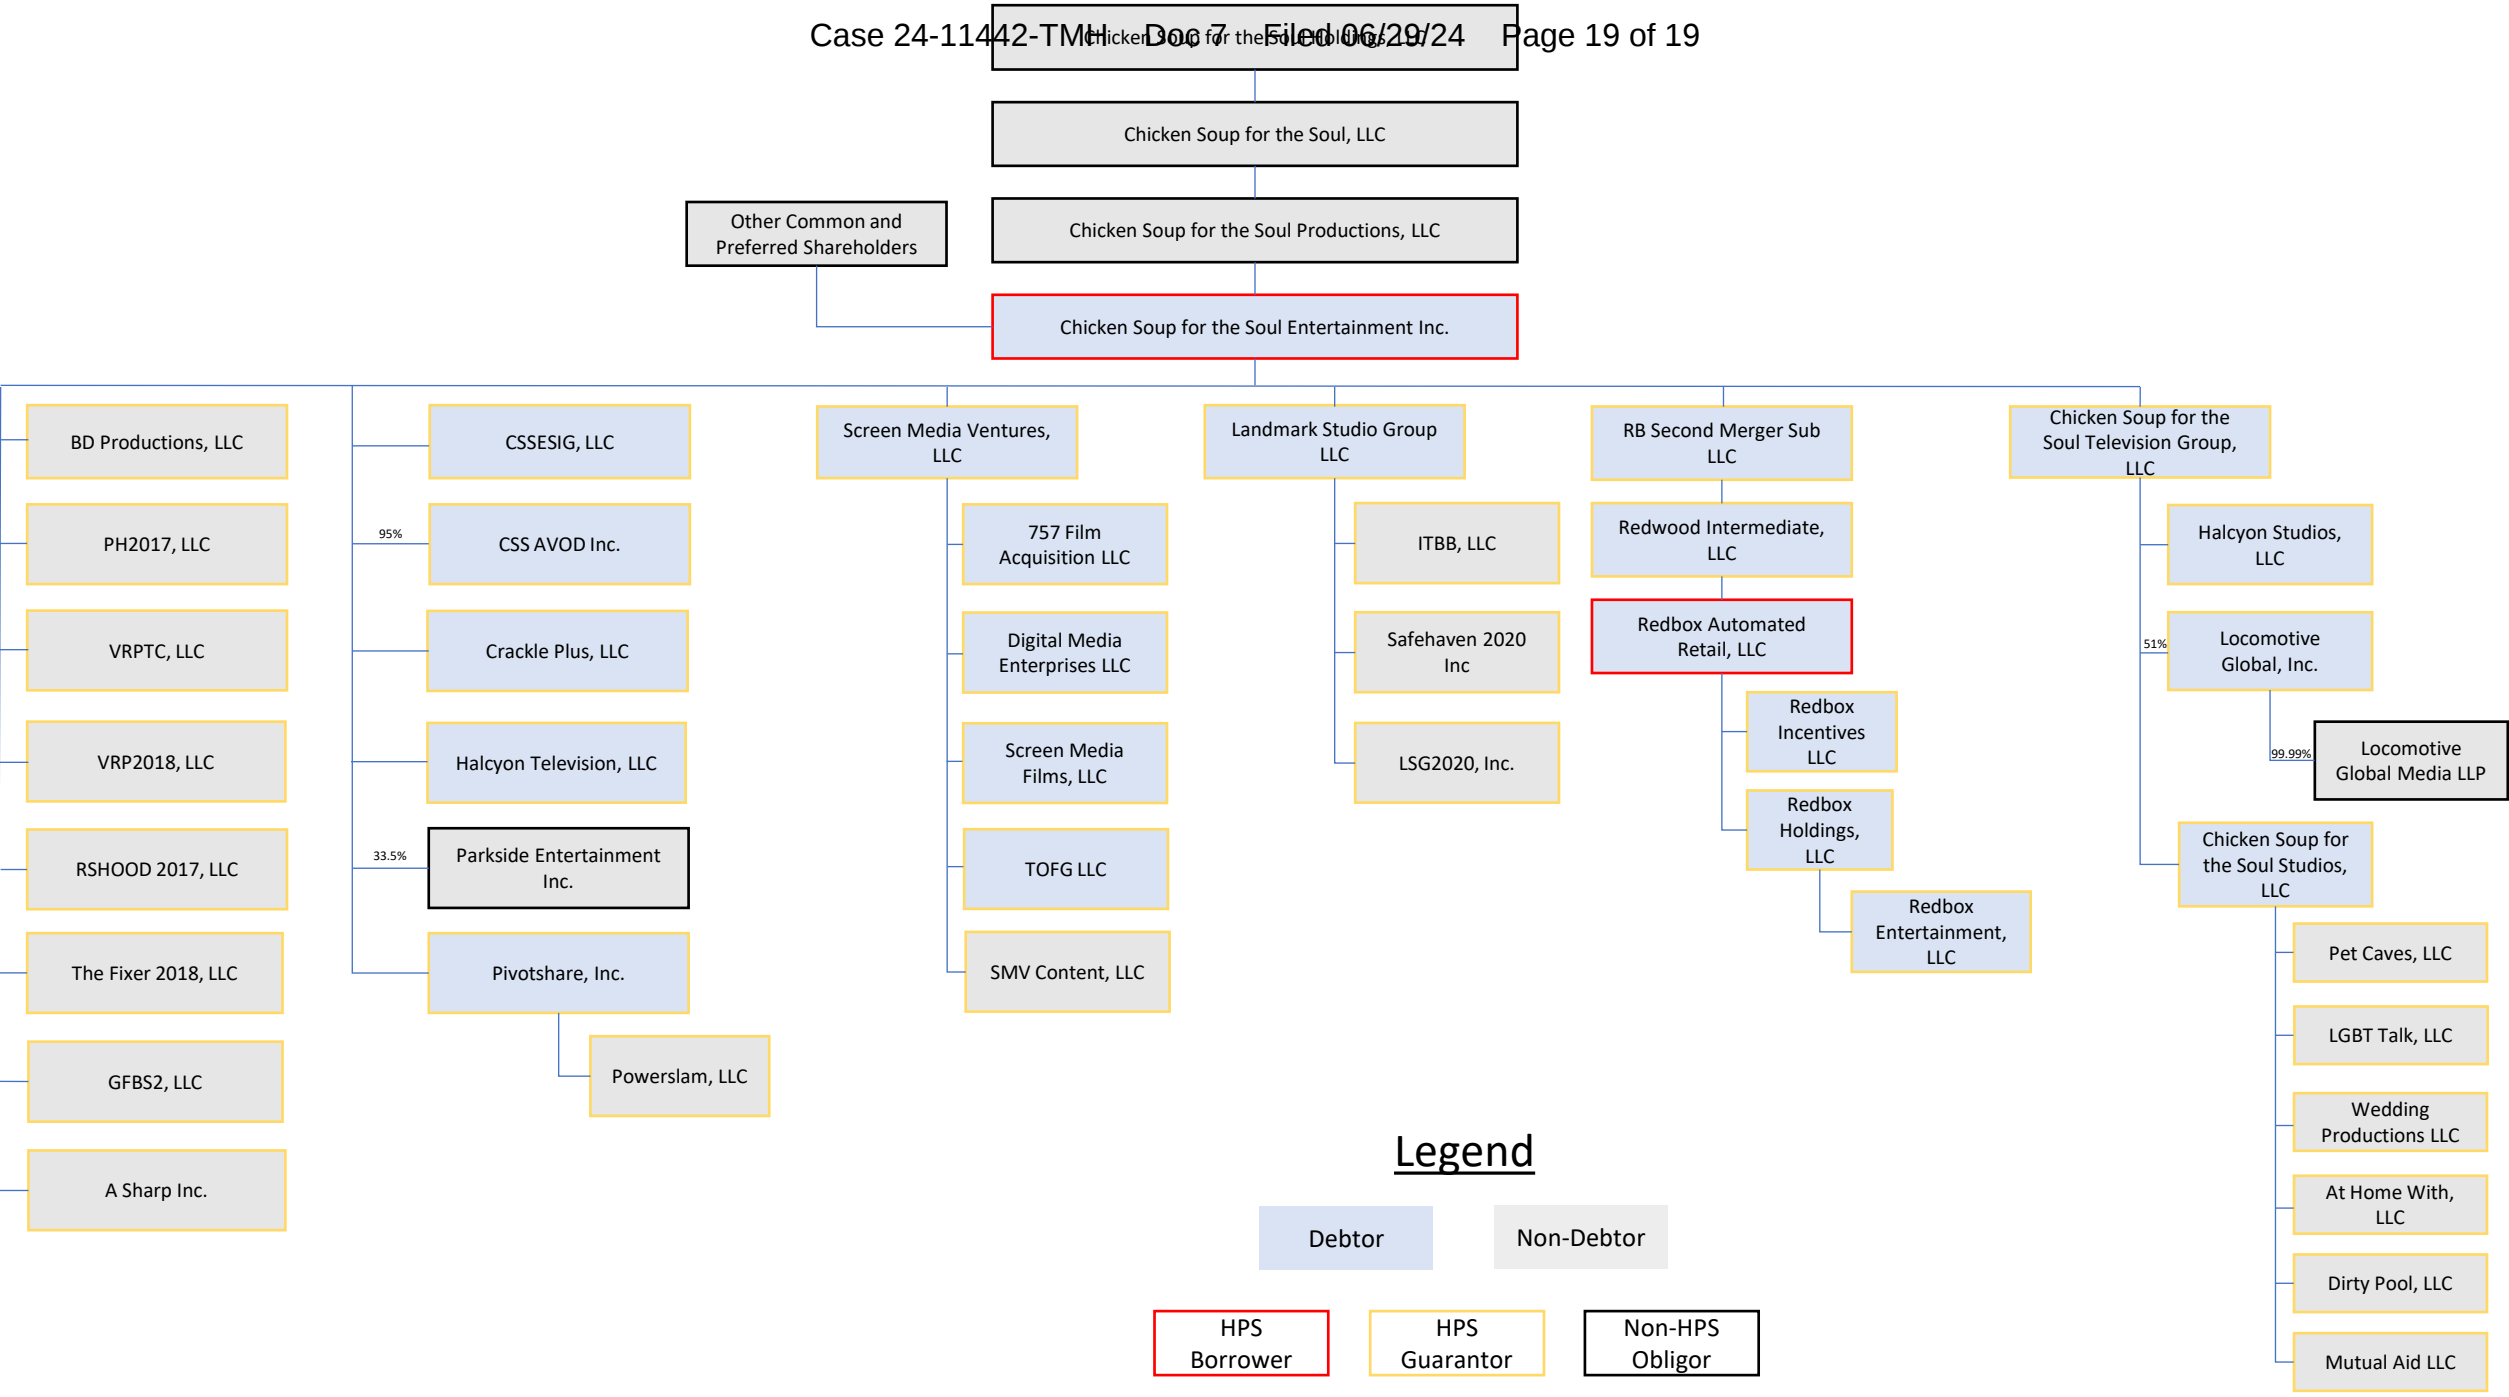 Case 24-11442-TMH Doc 7 Filed 06/29/24 Page 19 of 19
Chicken Soup for the Soul Holdings, LLC
Chicken Soup for the Soul, LLC
Other Common and
Preferred Shareholders
Chicken Soup for the Soul Productions, LLC
Chicken Soup for the Soul Entertainment Inc.
BD Productions, LLC
PH2017, LLC
VRPTC, LLC
VRP2018, LLC
RSHOOD 2017, LLC
The Fixer 2018, LLC
GFBS2, LLC
A Sharp Inc.
CSSESIG, LLC
95%
CSS AVOD Inc.
Crackle Plus, LLC
Halcyon Television, LLC
33.5%
Parkside Entertainment
Inc.
Pivotshare, Inc.
Powerslam, LLC
Screen Media Ventures,
LLC
757 Film
Acquisition LLC
Digital Media
Enterprises LLC
Screen Media
Films, LLC
TOFG LLC
SMV Content, LLC
Landmark Studio Group
LLC
ITBB, LLC
Safehaven 2020
Inc
LSG2020, Inc.
RB Second Merger Sub
LLC
Redwood Intermediate,
LLC
Redbox Automated
Retail, LLC
Redbox
Incentives
LLC
Redbox
Holdings,
LLC
Redbox
Entertainment,
LLC
Chicken Soup for the
Soul Television Group,
LLC
Halcyon Studios,
LLC
51%
Locomotive
Global, Inc.
99.99%
Locomotive
Global Media LLP
Chicken Soup for
the Soul Studios,
LLC
Pet Caves, LLC
LGBT Talk, LLC
Wedding
Productions LLC
At Home With,
LLC
Dirty Pool, LLC
Mutual Aid LLC
Legend
Debtor
Non-Debtor
HPS
Borrower
HPS
Guarantor
Non-HPS
Obligor